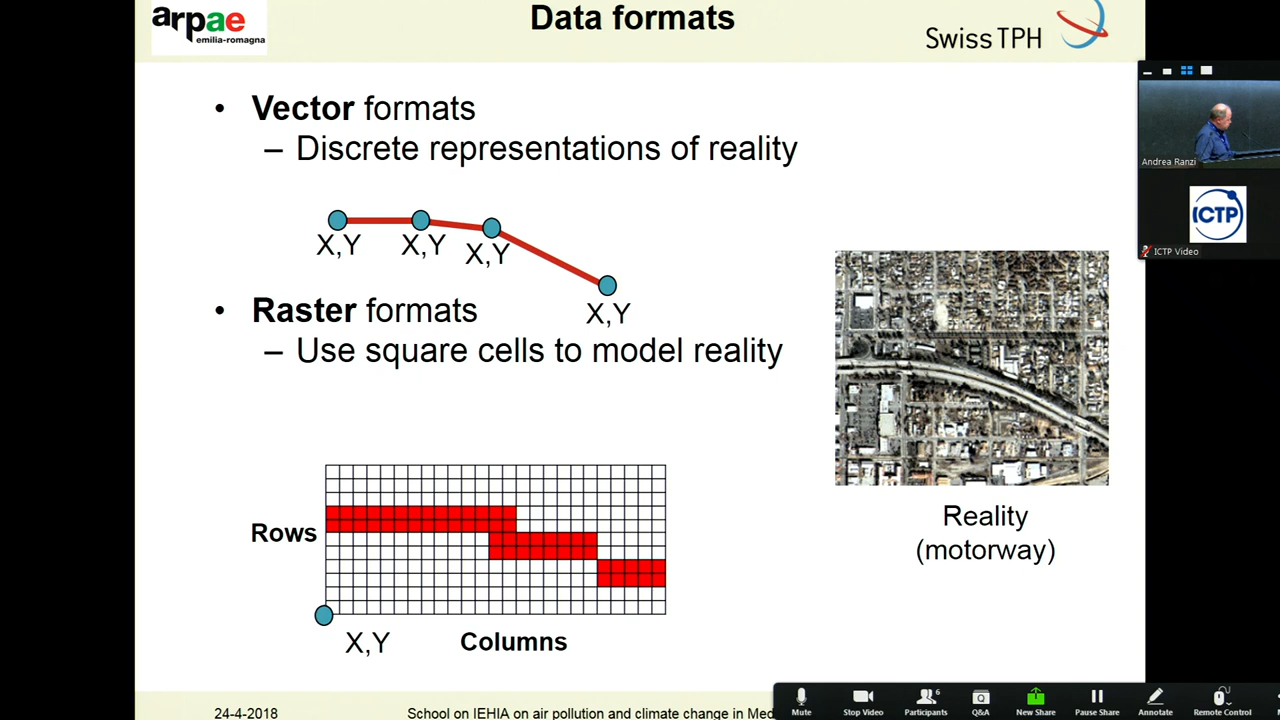 arpae
emilia-romagna
Data formats
SwissTPH
• Vector formats
– Discrete representations of reality
X,Y
X,Y
X,Y
X,Y
• Raster formats
– Use square cells to model reality
Rows
X,Y
Columns
Reality
(motorway)
24-4-2018
School on IEHIA on air pollution and climate change in Med
Andrea Ranzi
ICTP
ICTP Video
Mute
Stop Video
Participants
6
Q&A
New Share
Pause Share
Annotate
Remote Control